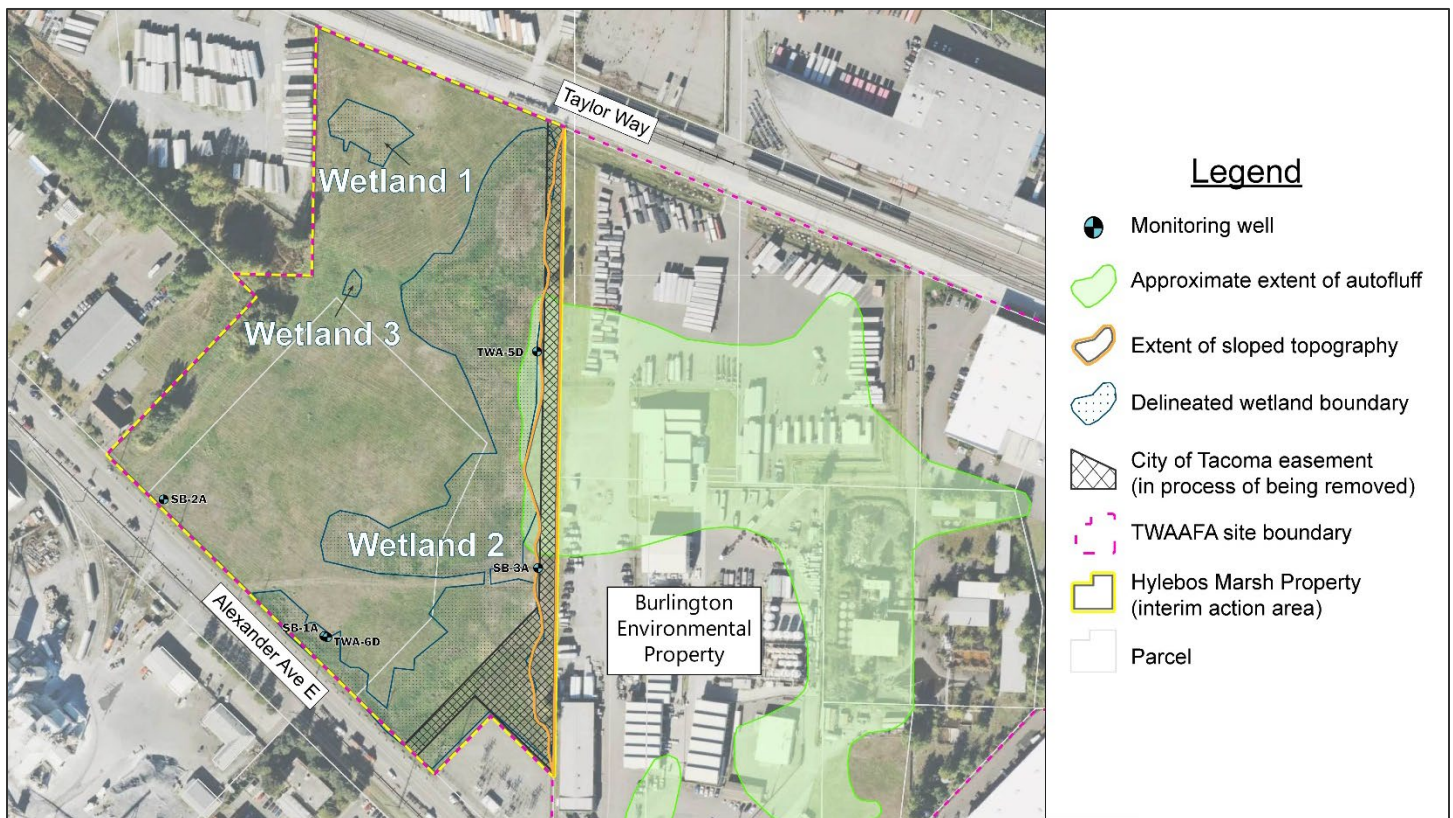 Taylor Way
Wetland 1
Wetland 3
TWA-5D
SB-2A
Wetland 2
SB-3A
Alexander Ave E
SB-1A
TWA-6D
Burlington
Environmental
Property
Legend
Monitoring well
Approximate extent of autofluff
Extent of sloped topography
Delineated wetland boundary
City of Tacoma easement
(in process of being removed)
TWAAFA site boundary
Hylebos Marsh Property
(interim action area)
Parcel